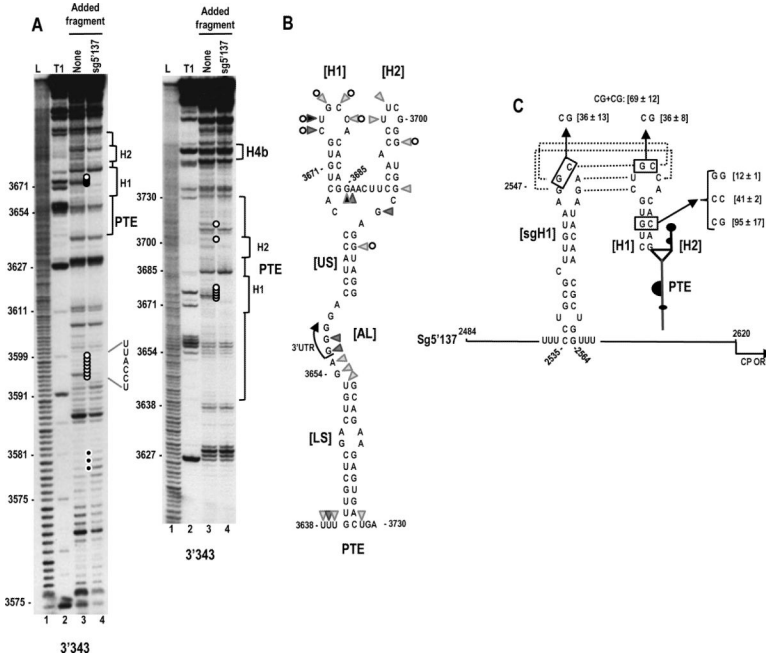 A
Added
fragment
L
T1
None
sg5'137
H2
H1
PTE
3671 -
3654
3627 -
3611
3599
3591
3581
3575
3575 -
U
U
A
C
C
U
1 2 3 4
3'343
Added
fragment
L
T1
None
sg5'137
H4b
3730 -
3700 -
H2
3685 -
PTE
3671 -
H1
3654 -
3638 -
3627 -
1 2 3 4
3'343
B
[H1]
[H2]
3700
3671 -
3685
GGAACUUCC
[US]
[AL]
3'UTR
3654 -
[LS]
3638 - UUU GCUGA - 3730
PTE
C
CG+CG: [69 ± 12]
CG [36 ± 13]
CG [36 ± 8]
2547 -
GG [12 ± 1]
CC [41 ± 2]
CG [95 ± 17]
[sgH1]
[H1]
[H2]
PTE
Sg5'137
2484
UUU CG UUU
2535 - - 2564
2620
CP OR